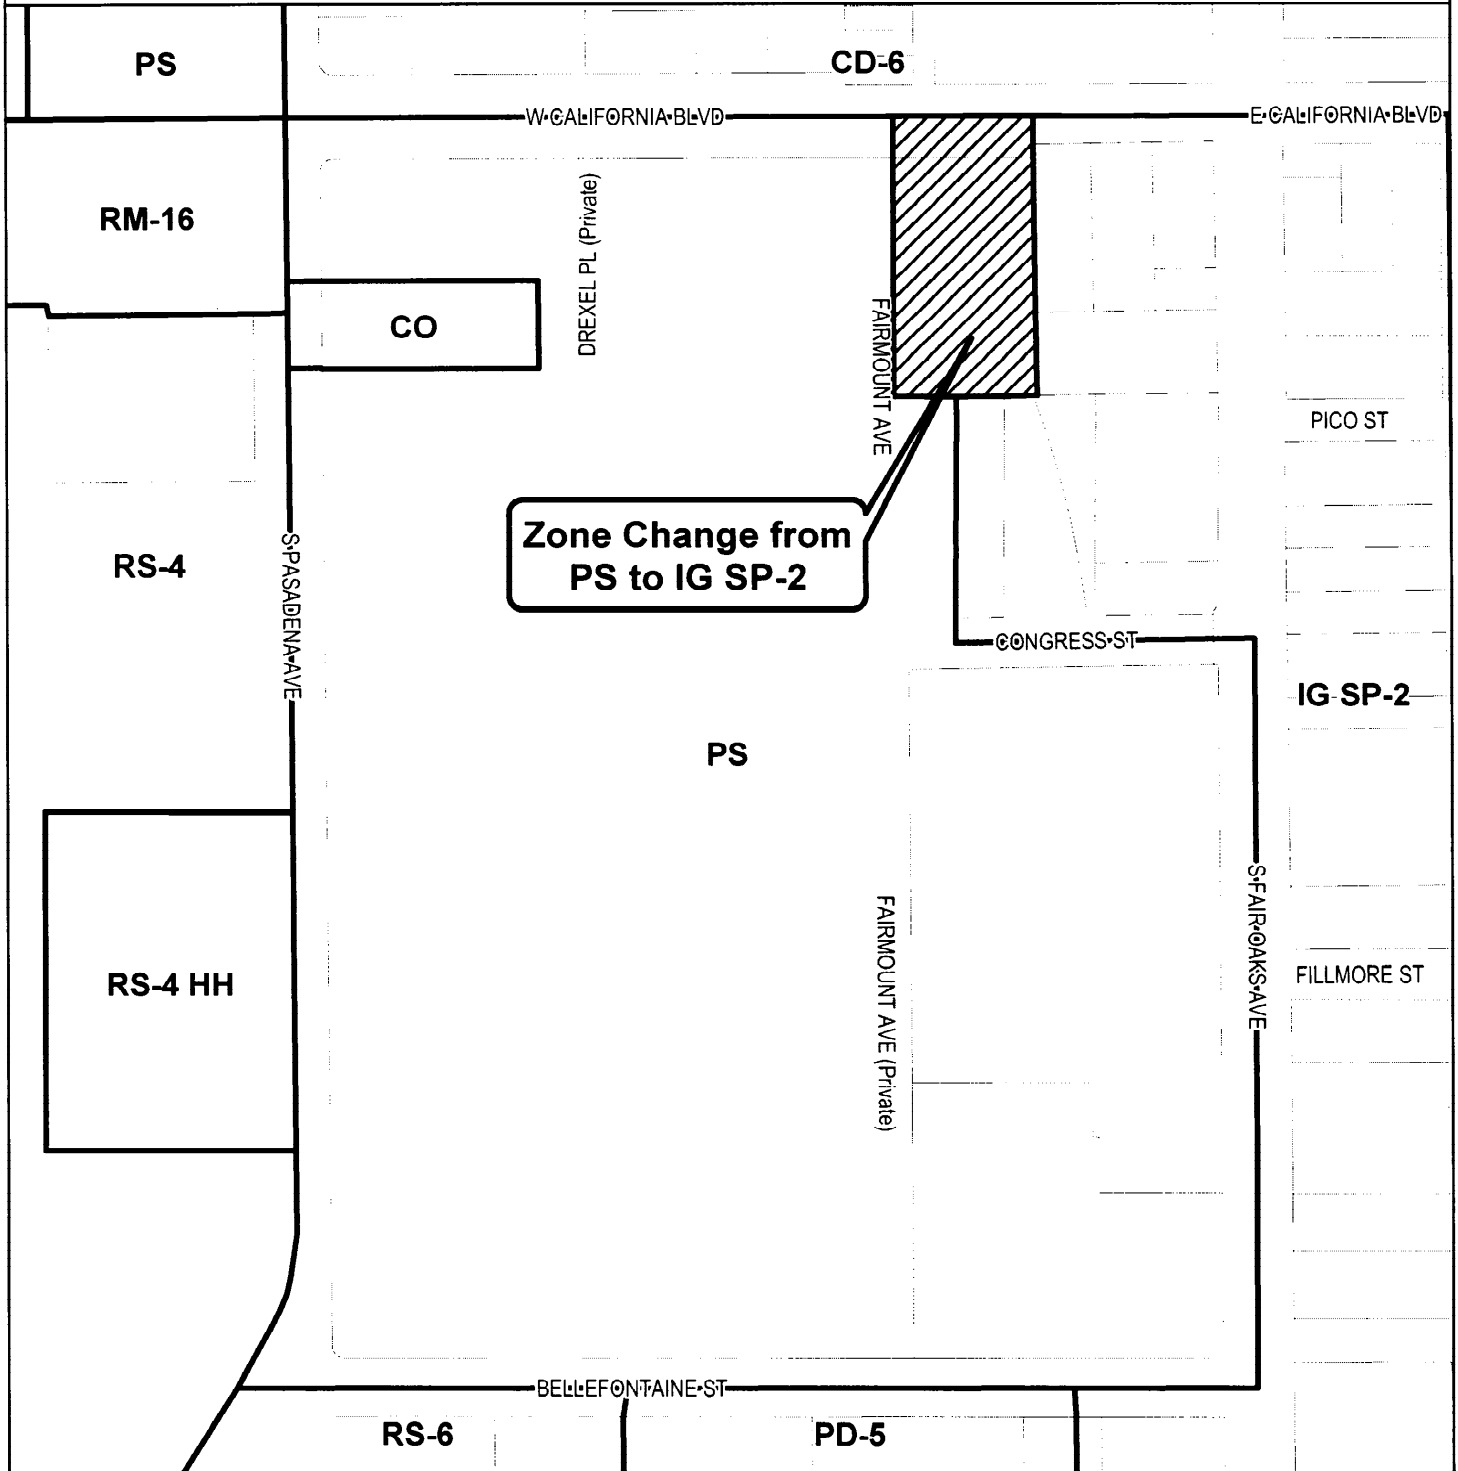 PS
CD-6
W CALIFORNIA BLVD
E CALIFORNIA BLVD
RM-16
DREXEL PL (Private)
CO
FAIRMOUNT AVE
PICO ST
Zone Change from
PS to IG SP-2
RS-4
S PASADENA AVE
CONGRESS ST
IG SP-2
PS
S FAIR OAKS AVE
FAIRMOUNT AVE (Private)
FILLMORE ST
RS-4 HH
BELLEFONTAINE ST
RS-6
PD-5